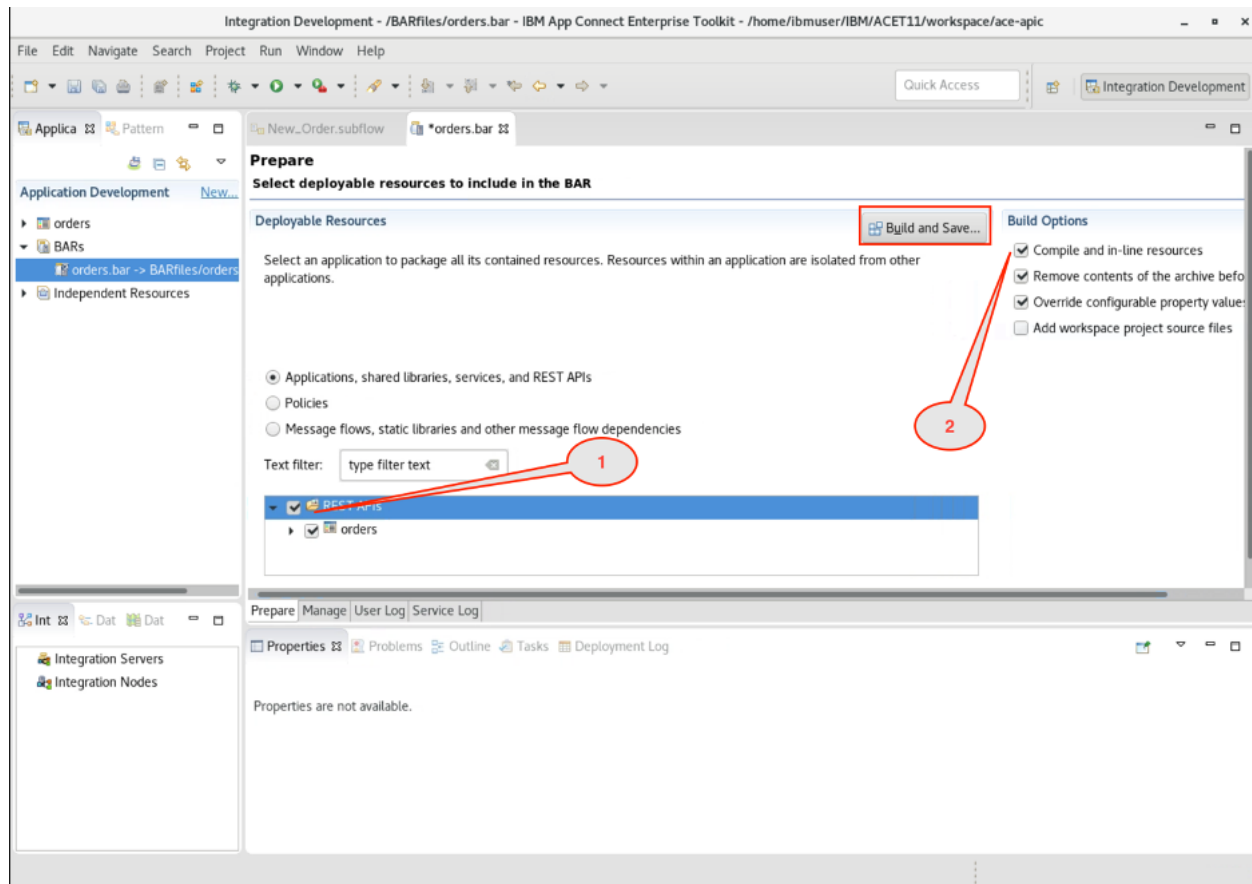 Integration Development - /BARfiles/orders.bar - IBM App Connect Enterprise Toolkit - /home/ibmuser/IBM/ACET11/workspace/ace-apic
File Edit Navigate Search Project Run Window Help
Quick Access
Integration Development
Applica
Pattern
New_Order.subflow
*orders.bar
Application Development New...
orders
BARs
orders.bar -> BARfiles/orders
Independent Resources
Prepare
Select deployable resources to include in the BAR
Deployable Resources
Build and Save...
Select an application to package all its contained resources. Resources within an application are isolated from other
applications.
Applications, shared libraries, services, and REST APIs
Policies
Message flows, static libraries and other message flow dependencies
Text filter: type filter text
1
REST APIs
orders
Build Options
Compile and in-line resources
Remove contents of the archive befo
Override configurable property value
Add workspace project source files
2
Prepare Manage User Log Service Log
Int Dat Dat
Integration Servers
Integration Nodes
Properties Problems Outline Tasks Deployment Log
Properties are not available.